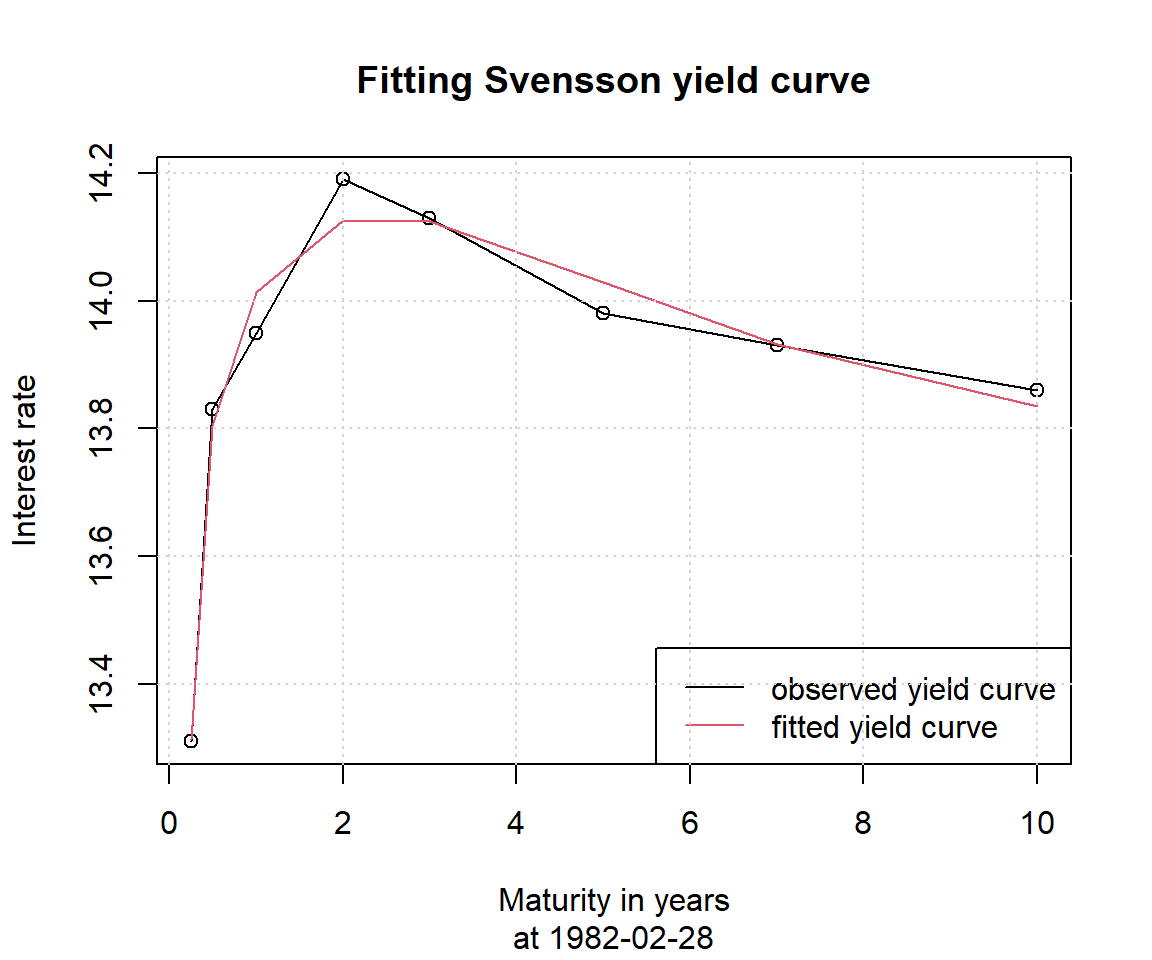 Fitting Svensson yield curve
Interest rate
14.2
14.0
13.8
13.6
13.4
observed yield curve
fitted yield curve
0 2 4 6 8 10
Maturity in years
at 1982-02-28